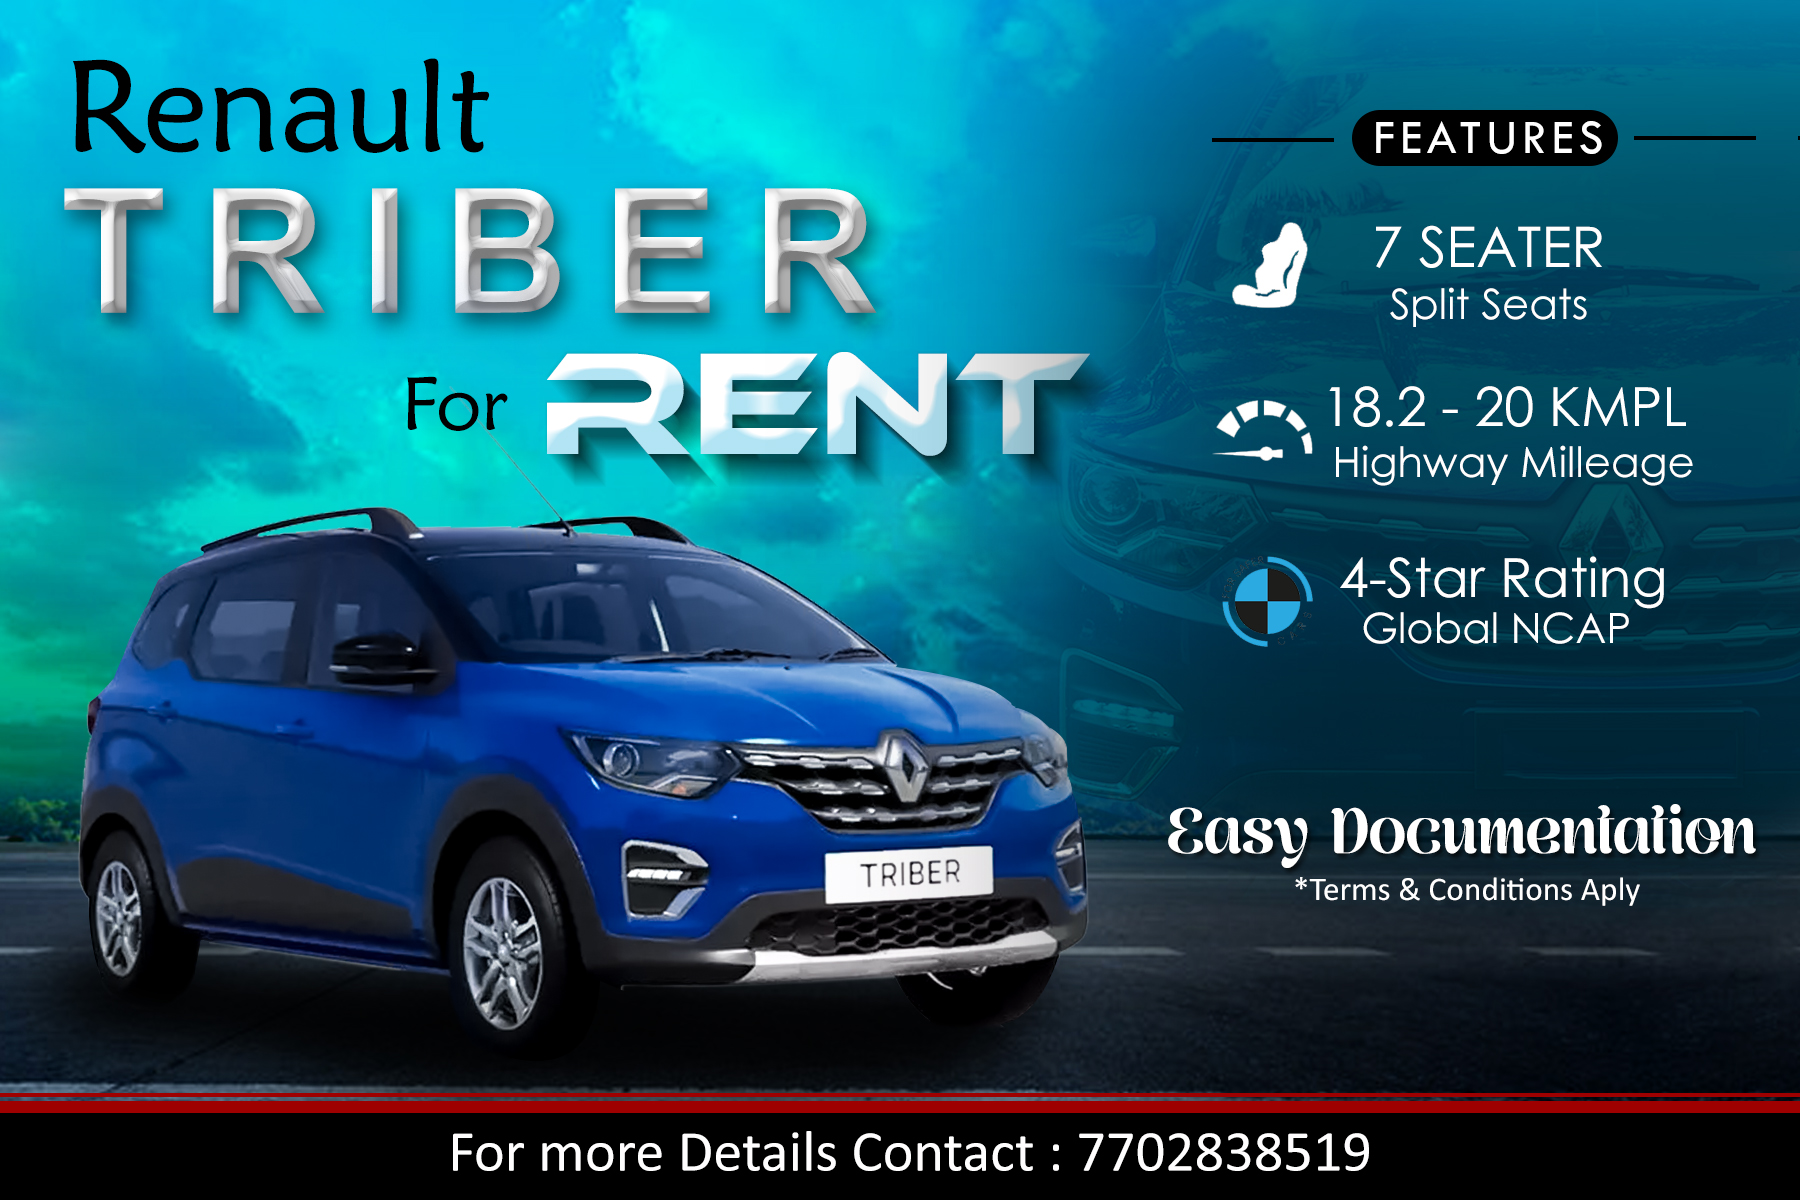 Renault
TRIBER
For RENT
FEATURES
7 SEATER
Split Seats
18.2 - 20 KMPL
Highway Milleage
4-Star Rating
Global NCAP
TRIBER
Easy Documentation
*Terms & Conditions Aply
For more Details Contact : 7702838519